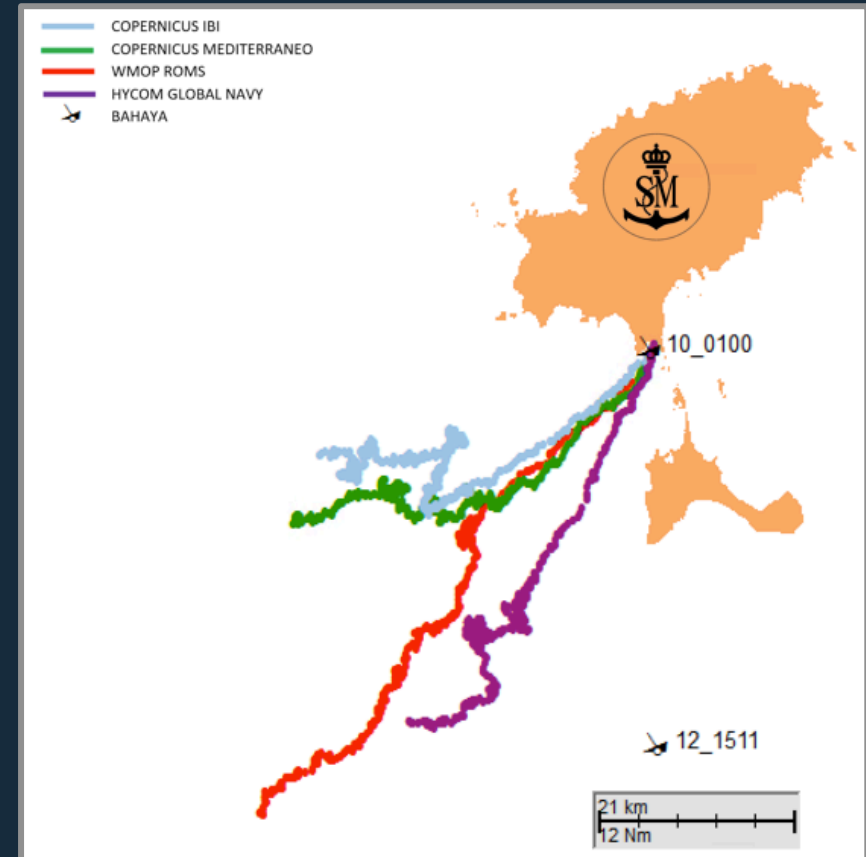 COPERNICUS IBI
COPERNICUS MEDITERRANEO
WMOP ROMS
HYCOM GLOBAL NAVY
BAHAYA
SM
10_0100
12_1511
21 km
12 Nm